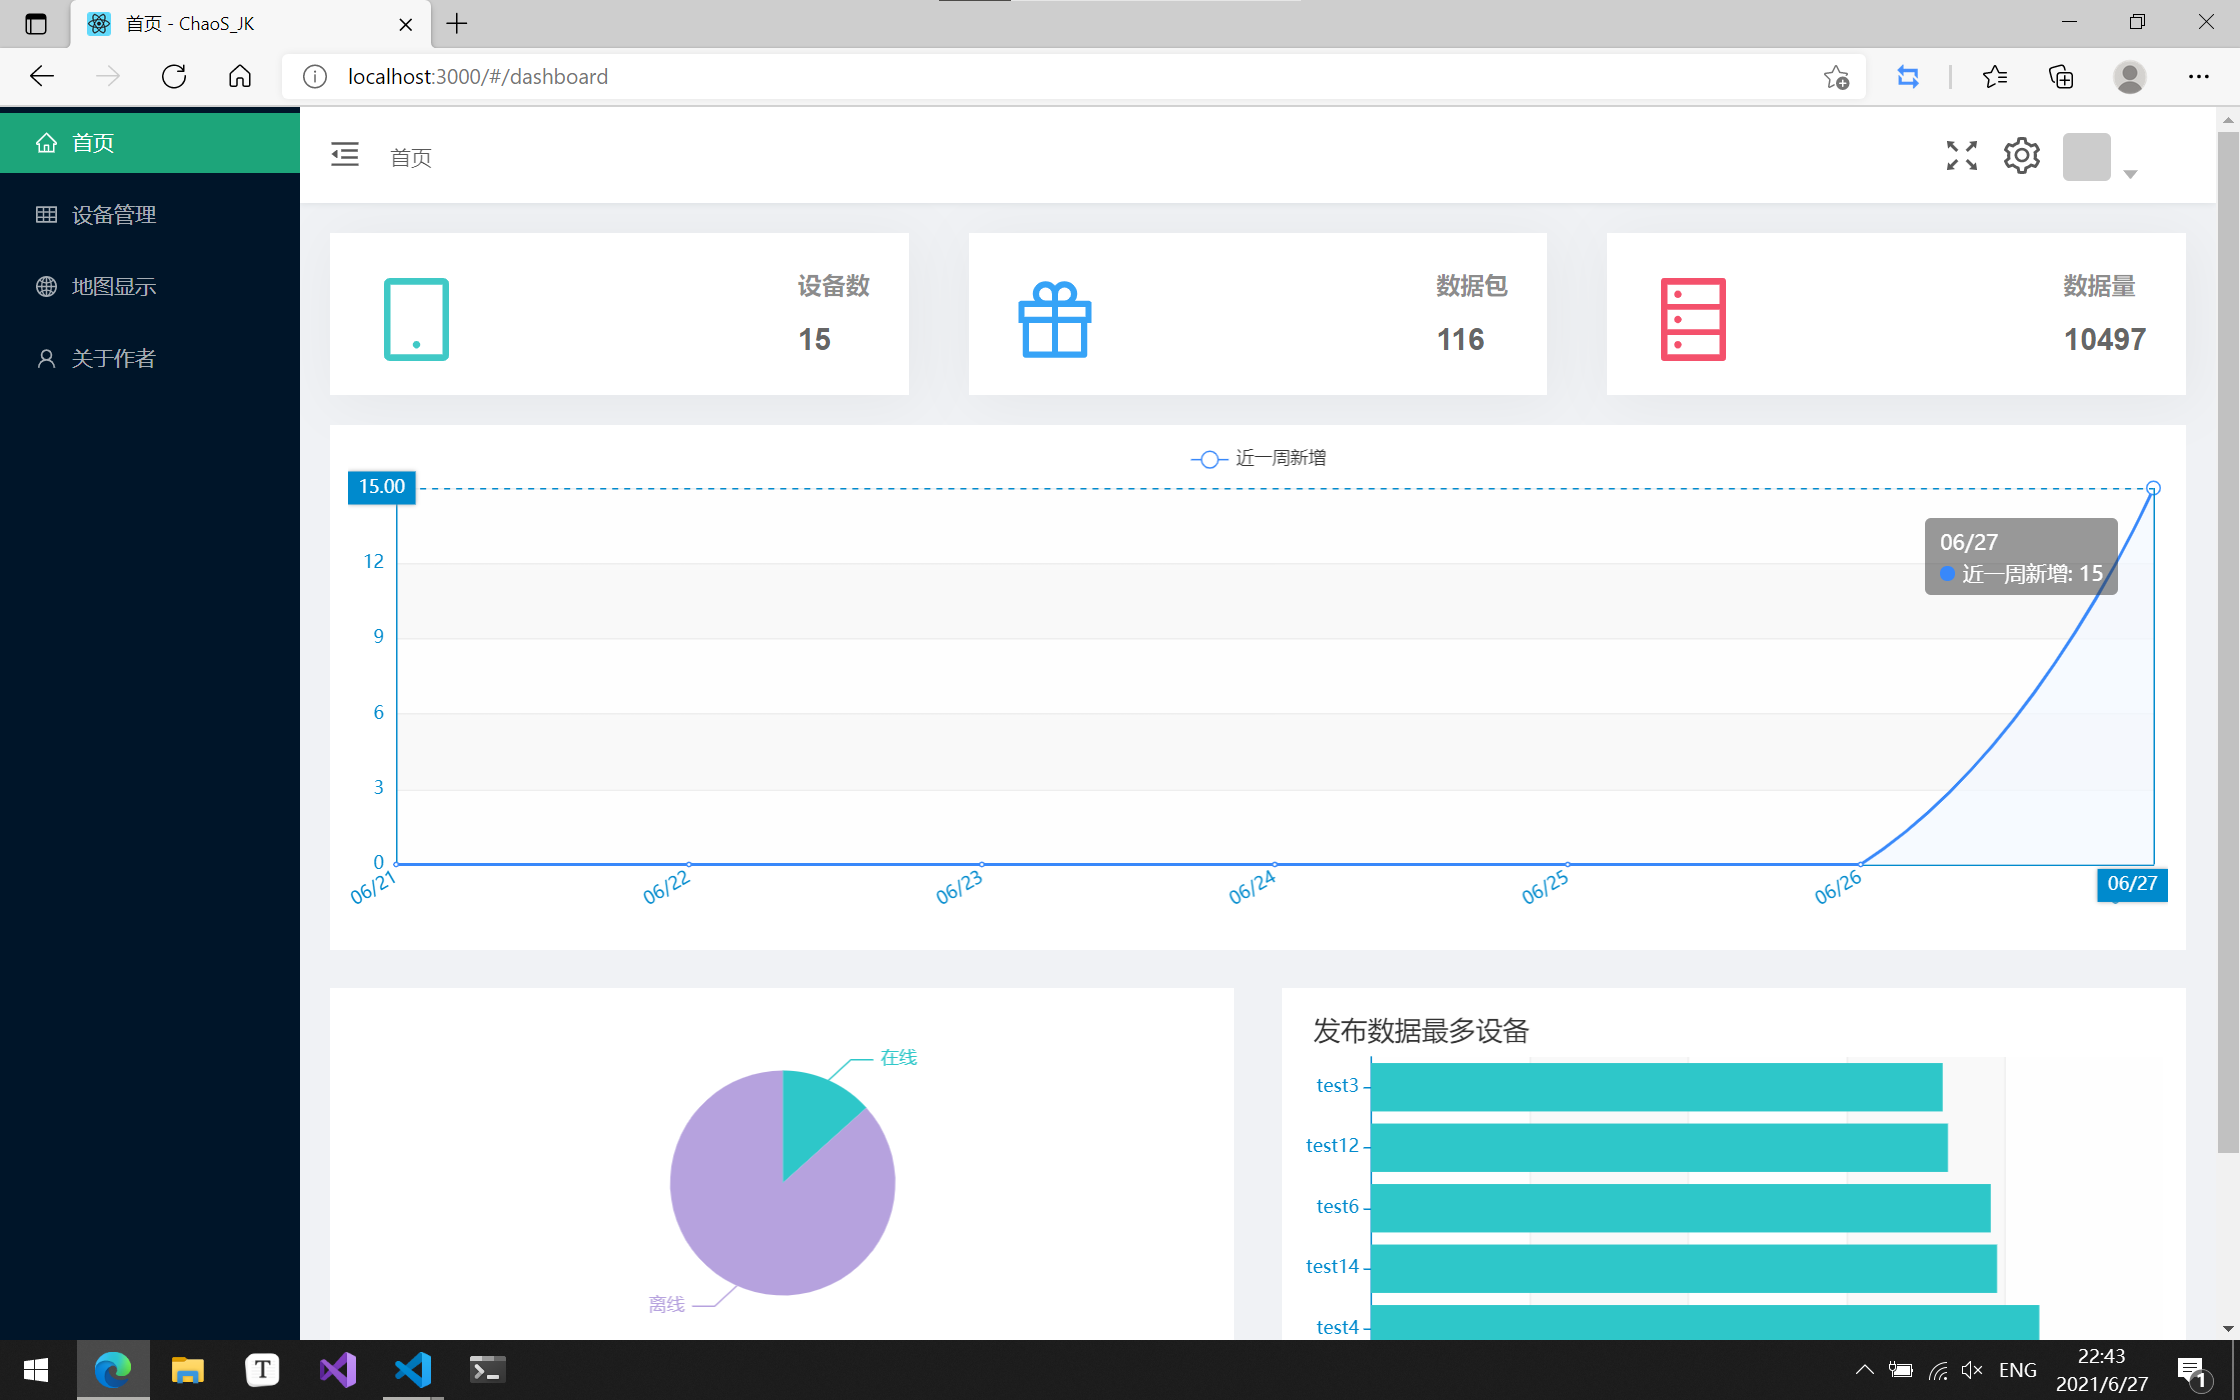 首页 - ChaoS_JK
localhost:3000/#/dashboard
首页
设备管理
地图显示
关于作者
首页
设备数
15
数据包
116
数据量
10497
近一周新增
15.00
12
9
6
3
0
06/27
近一周新增: 15
06/21
06/22
06/23
06/24
06/25
06/26
06/27
在线
离线
发布数据最多设备
test3
test12
test6
test14
test4
T
ENG
22:43
2021/6/27
1